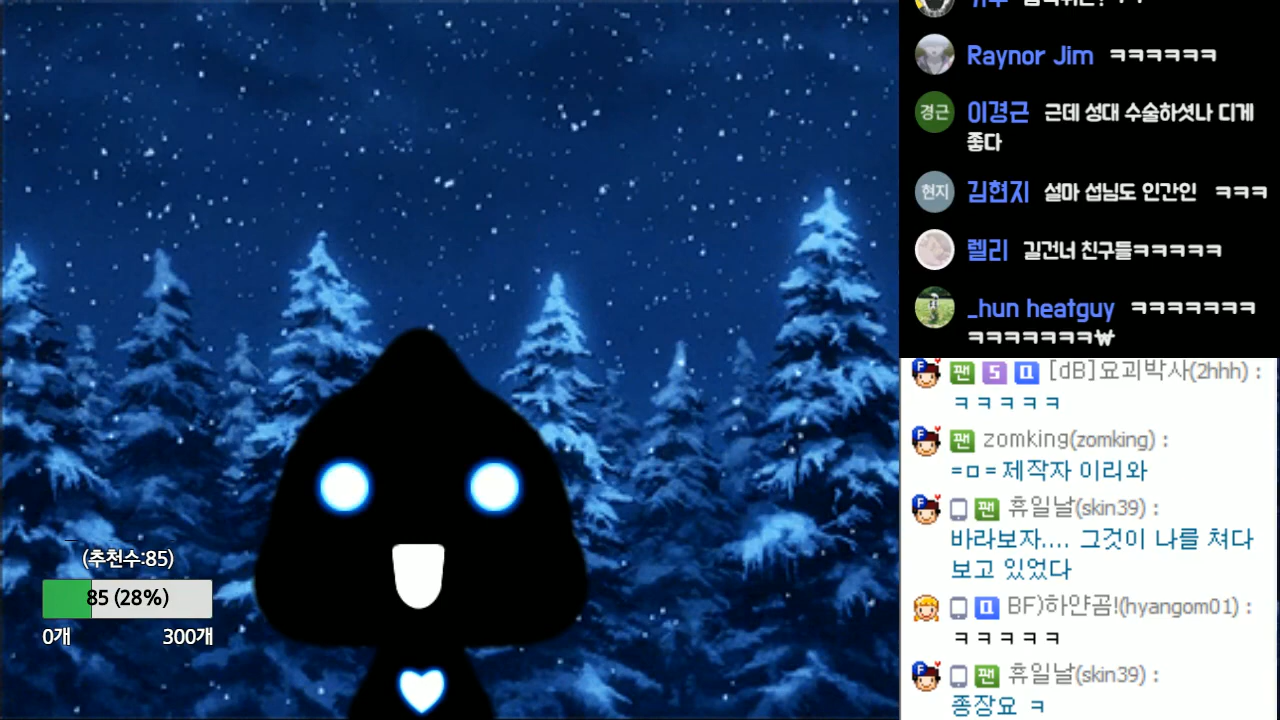 (추천수:85)
85 (28%)
0개 300개
Raynor Jim ㅋㅋㅋㅋㅋㅋ
경근 이경근 근데 성대 수술하셧나 디게
좋다
현지 김현지 설마 섭님도 인간인 ㅋㅋㅋ
렐리 길건너 친구들ㅋㅋㅋㅋㅋ
_hun heatguy ㅋㅋㅋㅋㅋㅋㅋ
ㅋㅋㅋㅋㅋㅋㅋ₩
팬 S [dB]요괴박사(2hhh) :
ㅋㅋㅋㅋㅋ
팬 zomking(zomking) :
=ㅁ=제작자 이리와
팬 휴일날(skin39) :
바라보자.... 그것이 나를 쳐다
보고 있었다
BF)하얀곰!(hyangom01) :
ㅋㅋㅋㅋㅋ
팬 휴일날(skin39) :
종장요 ㅋ